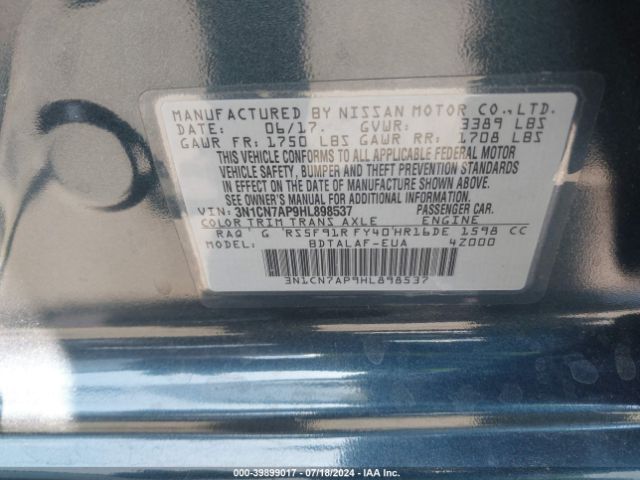 MANUFACTURED BY NISSAN MOTOR CO., LTD.
DATE: 06/17. GVWR: 3389 LBS
GAWR FR: 1750 LBS GAWR RR: 1708 LBS
THIS VEHICLE CONFORMS TO ALL APPLICABLE FEDERAL MOTOR
VEHICLE SAFETY, BUMPER, AND THEFT PREVENTION STANDARDS
IN EFFECT ON THE DATE OF MANUFACTURE SHOWN ABOVE.
SEE OWNER'S MANUAL FOR ADDITIONAL INFORMATION.
VIN: 3N1CN7AP9HL898537 PASSENGER CAR.
COLOR TRIM TRANS AXLE ENGINE
RAQ G RS5F91R FY40 HR16DE 1598 CC
MODEL: BDTALAF-EUA 4Z000
3N1CN7AP9HL898537
000-39899017 • 07/18/2024 • IAA Inc.